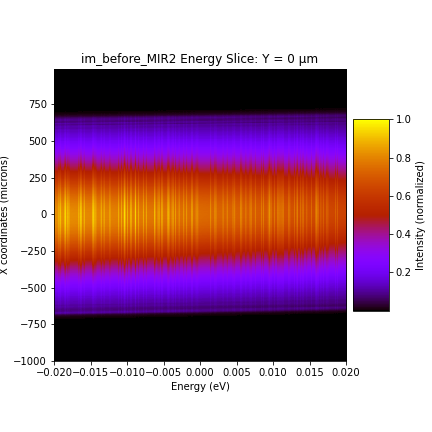 im_before_MIR2 Energy Slice: Y = 0 μm
X coordinates (microns)
750
500
250
0
−250
−500
−750
−1000
−0.020 −0.015 −0.010 −0.005 0.000 0.005 0.010 0.015 0.020
Energy (eV)
1.0
0.8
0.6
0.4
0.2
Intensity (normalized)